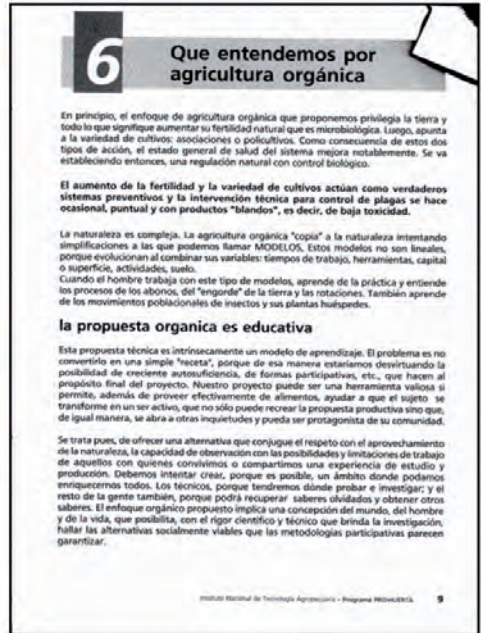 6
Que entendemos por
agricultura orgánica
En principio, el enfoque de agricultura orgánica que proponemos privilegia la tierra y
todo lo que signifique aumentar su fertilidad natural que es microbiológica. Luego, apunta
a la variedad de cultivos: asociaciones o policultivos. Como consecuencia de estos dos
tipos de acción, el estado general de salud del sistema mejora notablemente. Se va
estableciendo entonces, una regulación natural con control biológico.
El aumento de la fertilidad y la variedad de cultivos actúan como verdaderos
sistemas preventivos y la intervención técnica para control de plagas se hace
ocasional, puntual y con productos "blandos", es decir, de baja toxicidad.
La naturaleza es compleja. La agricultura orgánica "copia" a la naturaleza intentando
simplificaciones a las que podemos llamar MODELOS. Estos modelos no son lineales,
porque evolucionan al combinar sus variables: tiempos de trabajo, herramientas, capital
o superficie, actividades, suelo.
Cuando el hombre trabaja con este tipo de modelos, aprende de la práctica y entiende
los procesos de los abonos, del "engorde" de la tierra y las rotaciones. También aprende
de los movimientos poblacionales de insectos y sus plantas huéspedes.
la propuesta organica es educativa
Esta propuesta técnica es intrínsecamente un modelo de aprendizaje. El problema es no
convertirlo en una simple "receta", porque de esa manera estaríamos desvirtuando la
posibilidad de creciente autosuficiencia, de formas participativas, etc., que hacen al
propósito final del proyecto. Nuestro proyecto puede ser una herramienta valiosa si
permite, además de proveer efectivamente de alimentos, ayudar a que el sujeto se
transforme en un ser activo, que no sólo puede recrear la propuesta productiva sino que,
de igual manera, se abra a otras inquietudes y pueda ser protagonista de su comunidad.
Se trata pues, de ofrecer una alternativa que conjugue el respeto con el aprovechamiento
de la naturaleza, la capacidad de observación con las posibilidades y limitaciones de trabajo
de aquellos con quienes convivimos o compartimos una experiencia de estudio y
producción. Debemos intentar crear, porque es posible, un ámbito donde podamos
enriquecernos todos. Los técnicos, porque tendremos dónde probar e investigar; y el
resto de la gente también, porque podrá recuperar saberes olvidados y obtener otros
saberes. El enfoque orgánico propuesto implica una concepción del mundo, del hombre
y de la vida, que posibilita, con el rigor científico y técnico que brinda la investigación,
hallar las alternativas socialmente viables que las metodologías participativas parecen
garantizar.
Instituto Nacional de Tecnología Agropecuaria - Programa PROHUERTA 9